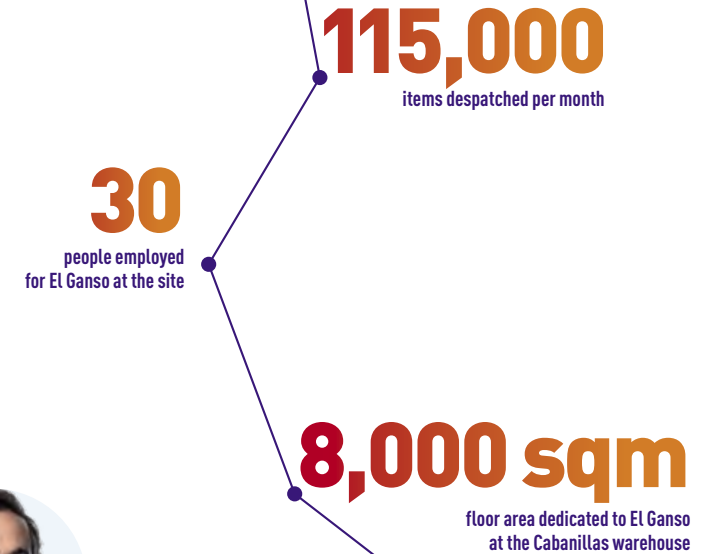 115,000
items despatched per month
30
people employed
for El Ganso at the site
8,000 sqm
floor area dedicated to El Ganso
at the Cabanillas warehouse